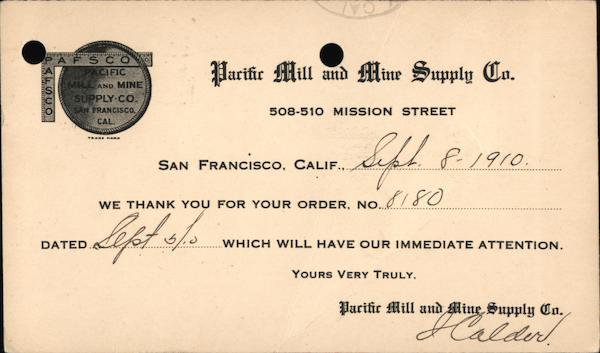 CAL
PAFSCO
PAFSCO
PACIFIC
MILL AND MINE
SUPPLY-CO.
SAN FRANCISCO,
CAL.
TRADE MARK
Pacific Mill and Mine Supply Co.
508-510 MISSION STREET
SAN FRANCISCO, CALIF., Sept. 8-1910.
WE THANK YOU FOR YOUR ORDER, NO. 8180
DATED Sept WHICH WILL HAVE OUR IMMEDIATE ATTENTION.
YOURS VERY TRULY,
Pacific Mill and Mine Supply Co.
J Calder.